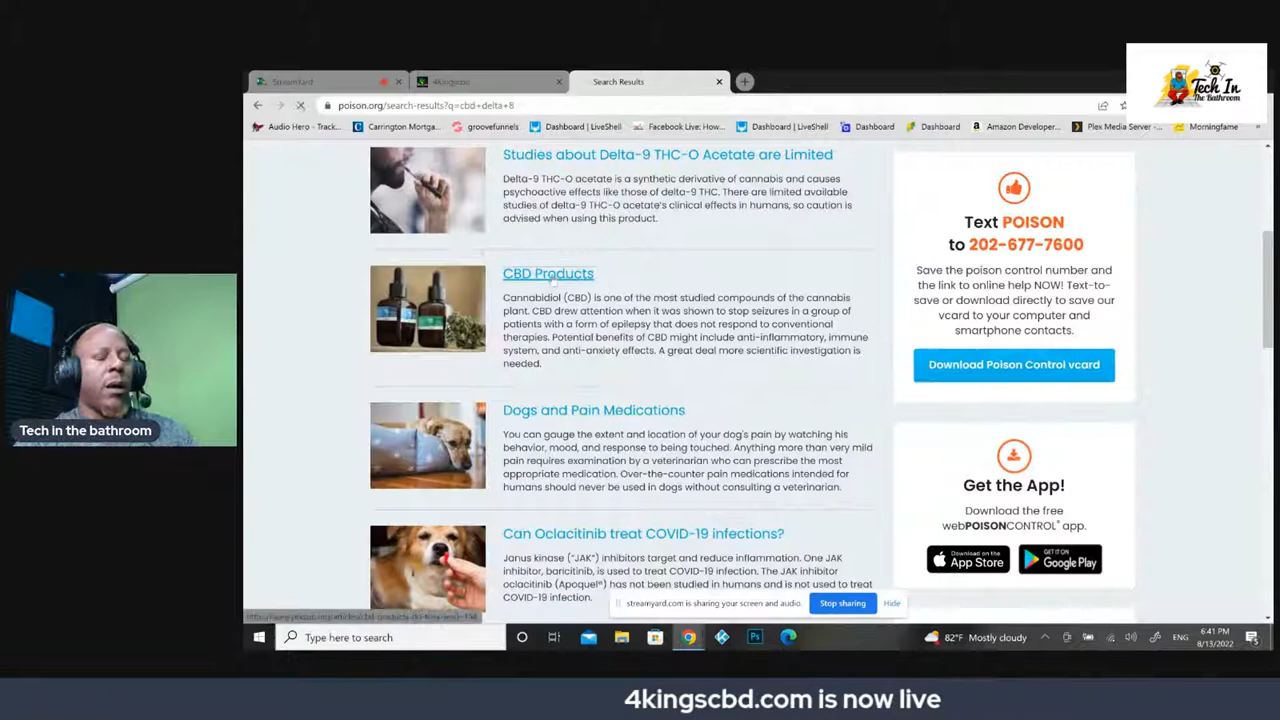 StreamYard
4Kingscbd
Search Results
Tech In
The Bathroom
poison.org/search-results?q=cbd+delta+8
Audio Hero - Track...
Carrington Mortga...
groovefunnels
Dashboard | LiveShell
Facebook Live: How...
Dashboard | LiveShell
Dashboard
Dashboard
Amazon Developer...
Plex Media Server -...
Morningfame
Studies about Delta-9 THC-O Acetate are Limited
Delta-9 THC-O acetate is a synthetic derivative of cannabis and causes
psychoactive effects like those of delta-9 THC. There are limited available
studies of delta-9 THC-O acetate's clinical effects in humans, so caution is
advised when using this product.
CBD Products
Cannabidiol (CBD) is one of the most studied compounds of the cannabis
plant. CBD drew attention when it was shown to stop seizures in a group of
patients with a form of epilepsy that does not respond to conventional
therapies. Potential benefits of CBD might include anti-inflammatory, immune
system, and anti-anxiety effects. A great deal more scientific investigation is
needed.
Dogs and Pain Medications
You can gauge the extent and location of your dog's pain by watching his
behavior, mood, and response to being touched. Anything more than very mild
pain requires examination by a veterinarian who can prescribe the most
appropriate medication. Over-the-counter pain medications intended for
humans should never be used in dogs without consulting a veterinarian.
Can Oclacitinib treat COVID-19 infections?
Janus kinase ("JAK") inhibitors target and reduce inflammation. One JAK
inhibitor, baricitinib, is used to treat COVID-19 infection. The JAK inhibitor
oclacitinib (Apoquel®) has not been studied in humans and is not used to treat
COVID-19 infection.
Text POISON
to 202-677-7600
Save the poison control number and
the link to online help NOW! Text-to-
save or download directly to save our
vcard to your computer and
smartphone contacts.
Download Poison Control vcard
Get the App!
Download the free
webPOISONCONTROL® app.
Download on the
App Store
GET IT ON
Google Play
Tech in the bathroom
streamyard.com is sharing your screen and audio.
Stop sharing
Hide
Type here to search
Ps
82°F Mostly cloudy
ENG
6:41 PM
8/13/2022
4kingscbd.com is now live